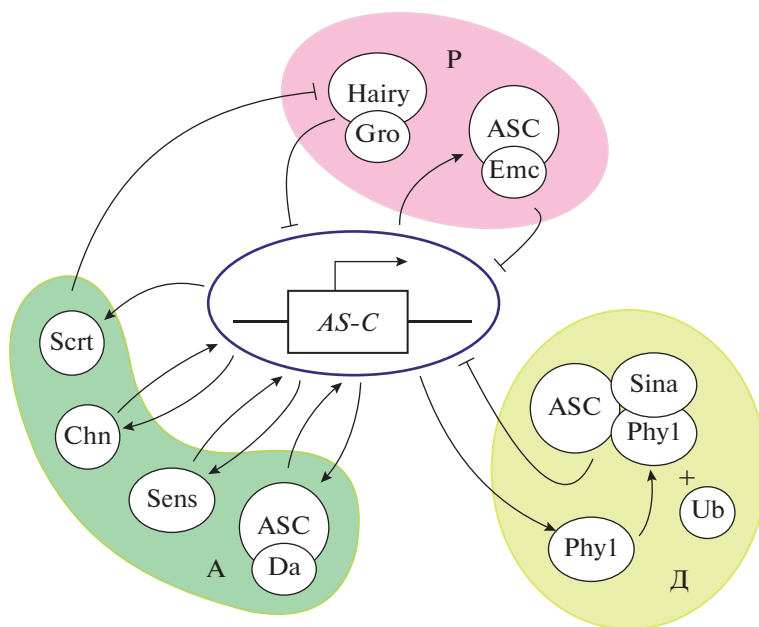 Р
Hairy
Gro
ASC
Emc
AS-C
Scrt
Chn
Sens
ASC
Da
А
Sina
ASC
Phy1
+
Ub
Phy1
Д